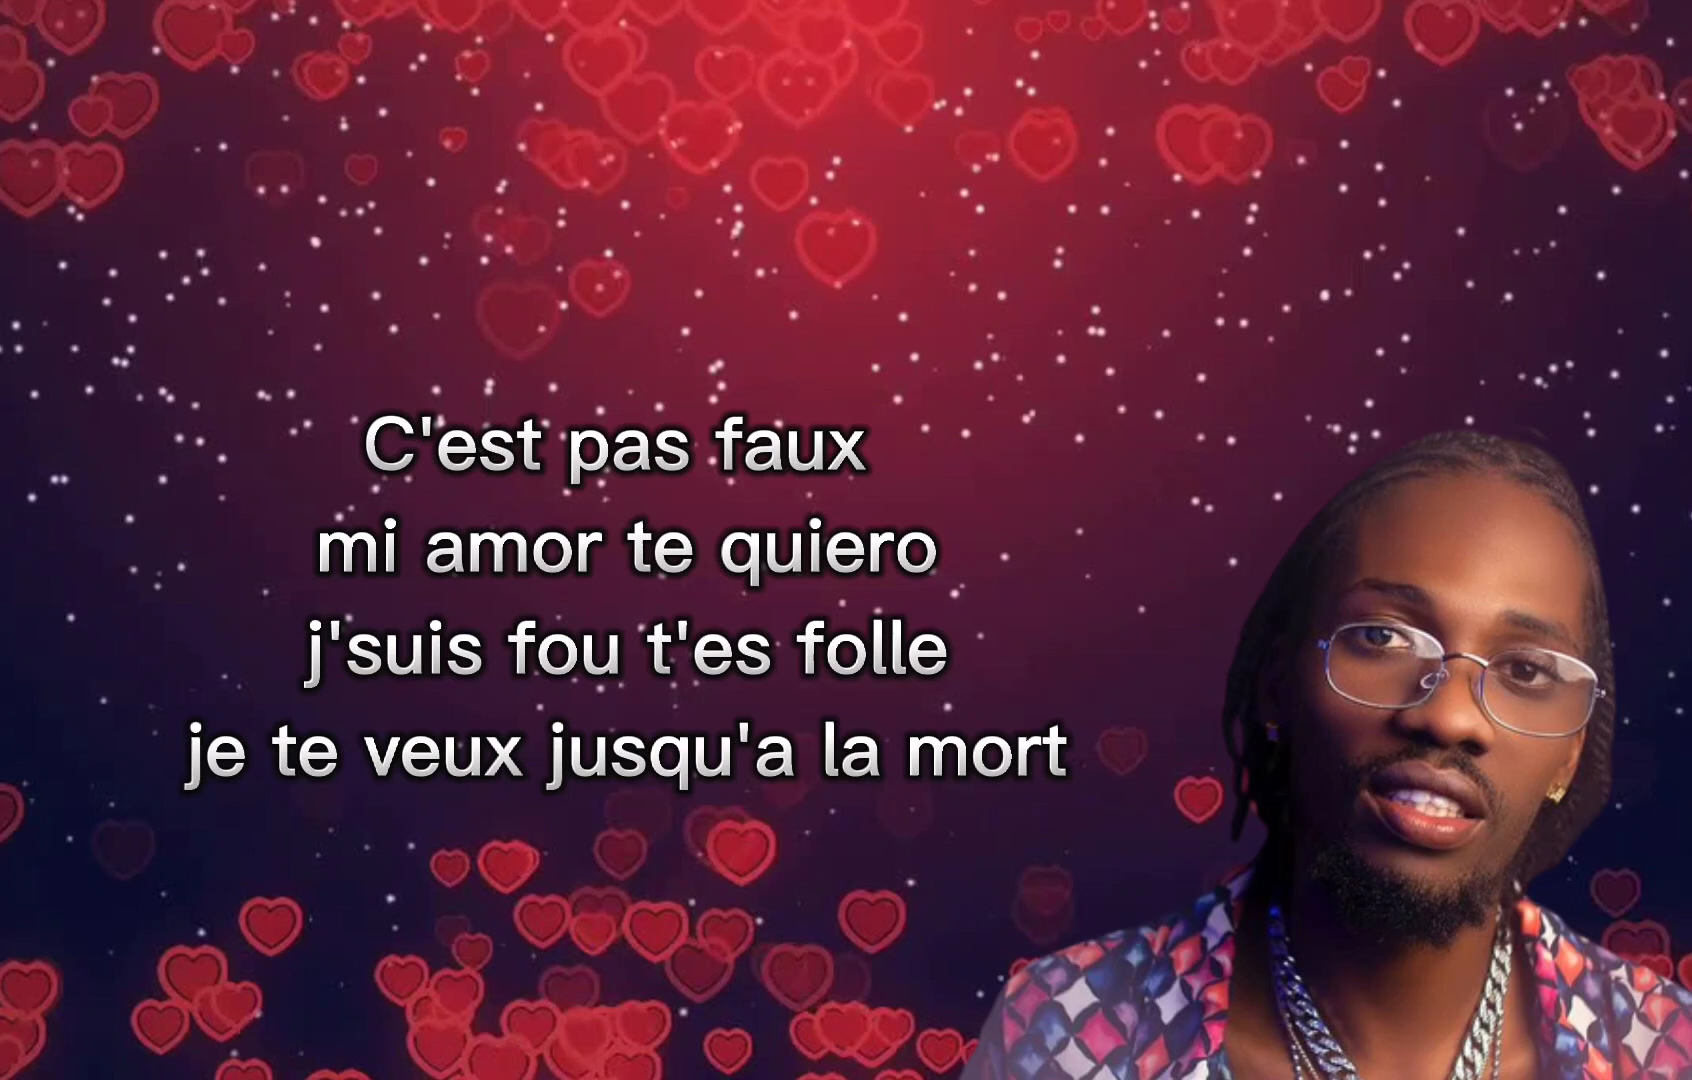 C'est pas faux
mi amor te quiero
j'suis fou t'es folle
je te veux jusqu'a la mort